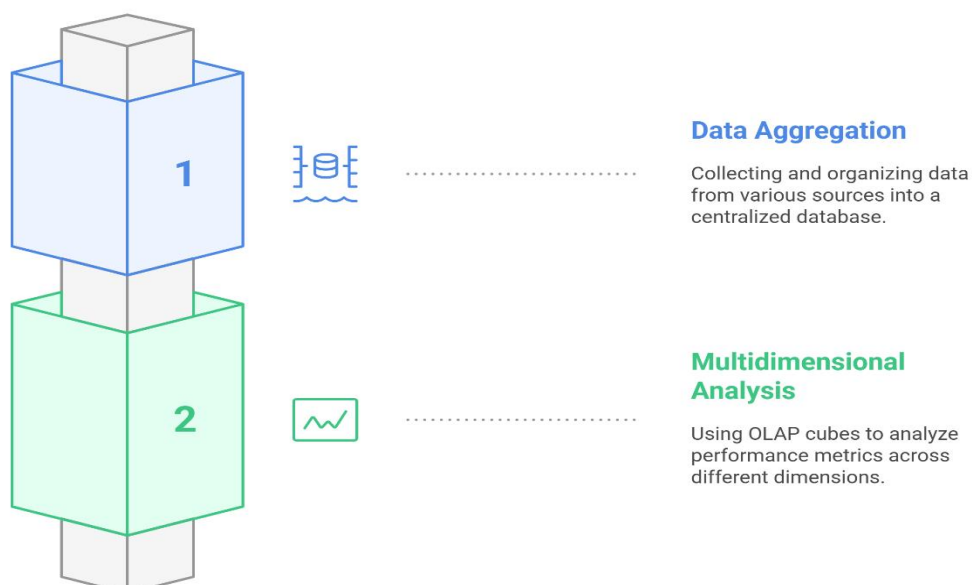 1
Data Aggregation
Collecting and organizing data
from various sources into a
centralized database.
2
Multidimensional
Analysis
Using OLAP cubes to analyze
performance metrics across
different dimensions.